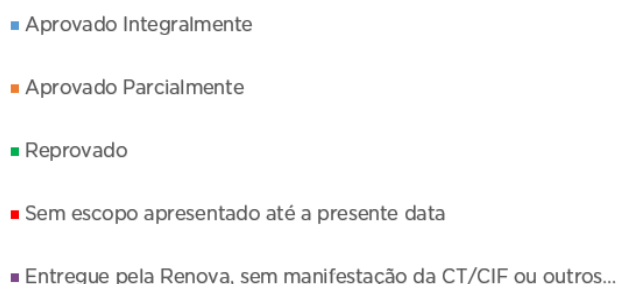 Aprovado Integralmente
Aprovado Parcialmente
Reprovado
Sem escopo apresentado até a presente data
Entregue pela Renova, sem manifestação da CT/CIF ou outros...